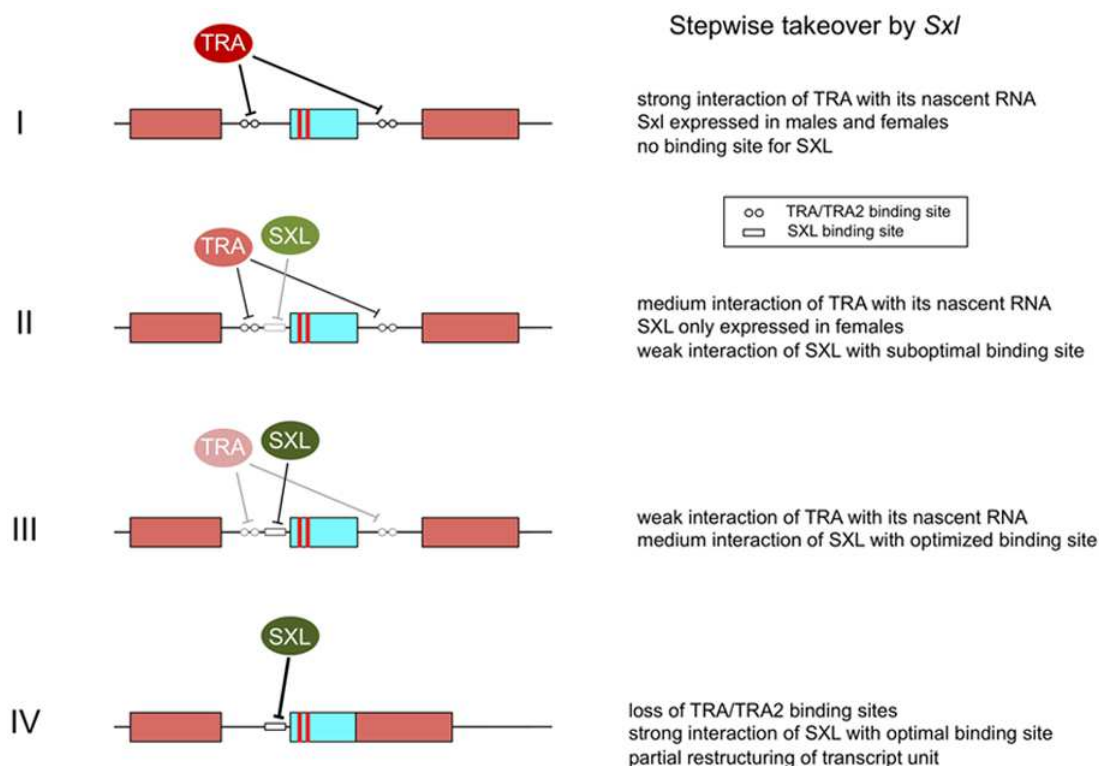 Stepwise takeover by Sxl
TRA
I
strong interaction of TRA with its nascent RNA
Sxl expressed in males and females
no binding site for SXL
TRA/TRA2 binding site
SXL binding site
TRA
SXL
II
medium interaction of TRA with its nascent RNA
SXL only expressed in females
weak interaction of SXL with suboptimal binding site
TRA
SXL
III
weak interaction of TRA with its nascent RNA
medium interaction of SXL with optimized binding site
SXL
IV
loss of TRA/TRA2 binding sites
strong interaction of SXL with optimal binding site
partial restructuring of transcript unit